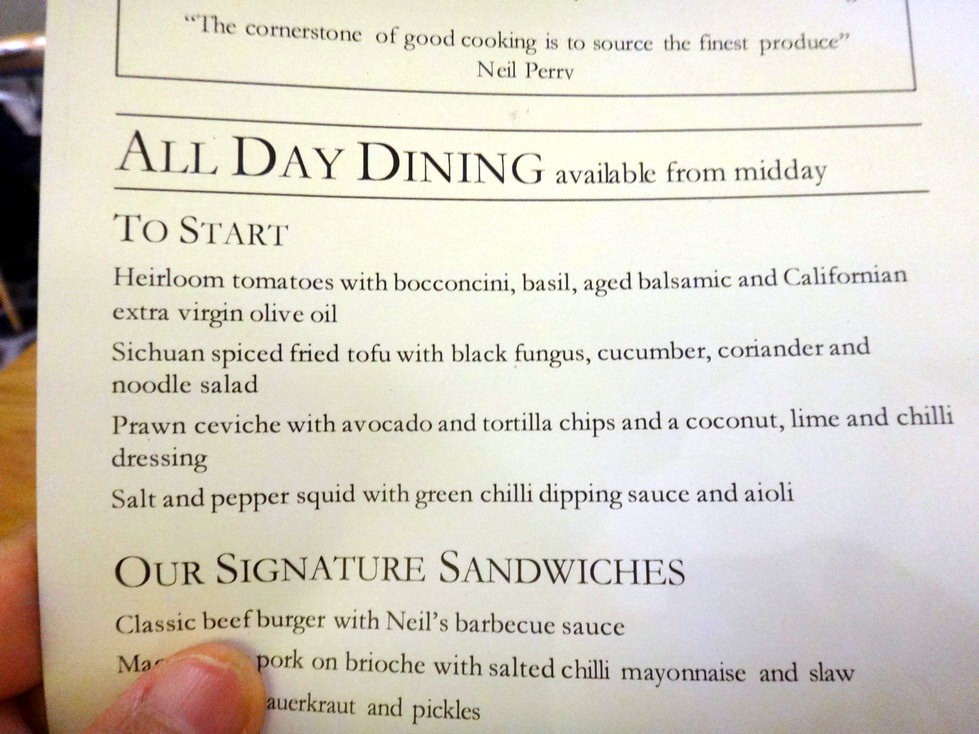 “The cornerstone of good cooking is to source the finest produce”
Neil Perry
ALL DAY DINING available from midday
TO START
Heirloom tomatoes with bocconcini, basil, aged balsamic and Californian
extra virgin olive oil
Sichuan spiced fried tofu with black fungus, cucumber, coriander and
noodle salad
Prawn ceviche with avocado and tortilla chips and a coconut, lime and chilli
dressing
Salt and pepper squid with green chilli dipping sauce and aioli
OUR SIGNATURE SANDWICHES
Classic beef burger with Neil’s barbecue sauce
pork on brioche with salted chilli mayonnaise and slaw
and pickles